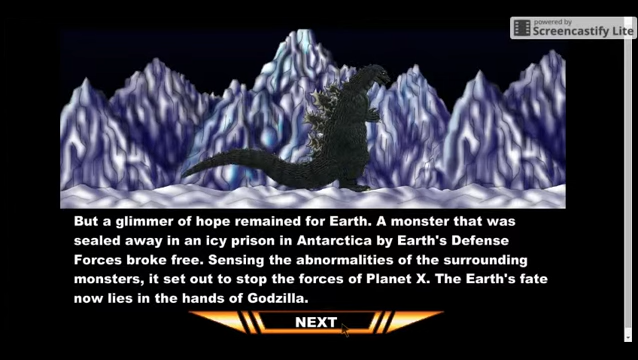 powered by
Screencastify Lite
But a glimmer of hope remained for Earth. A monster that was
sealed away in an icy prison in Antarctica by Earth's Defense
Forces broke free. Sensing the abnormalities of the surrounding
monsters, it set out to stop the forces of Planet X. The Earth's fate
now lies in the hands of Godzilla.
NEXT